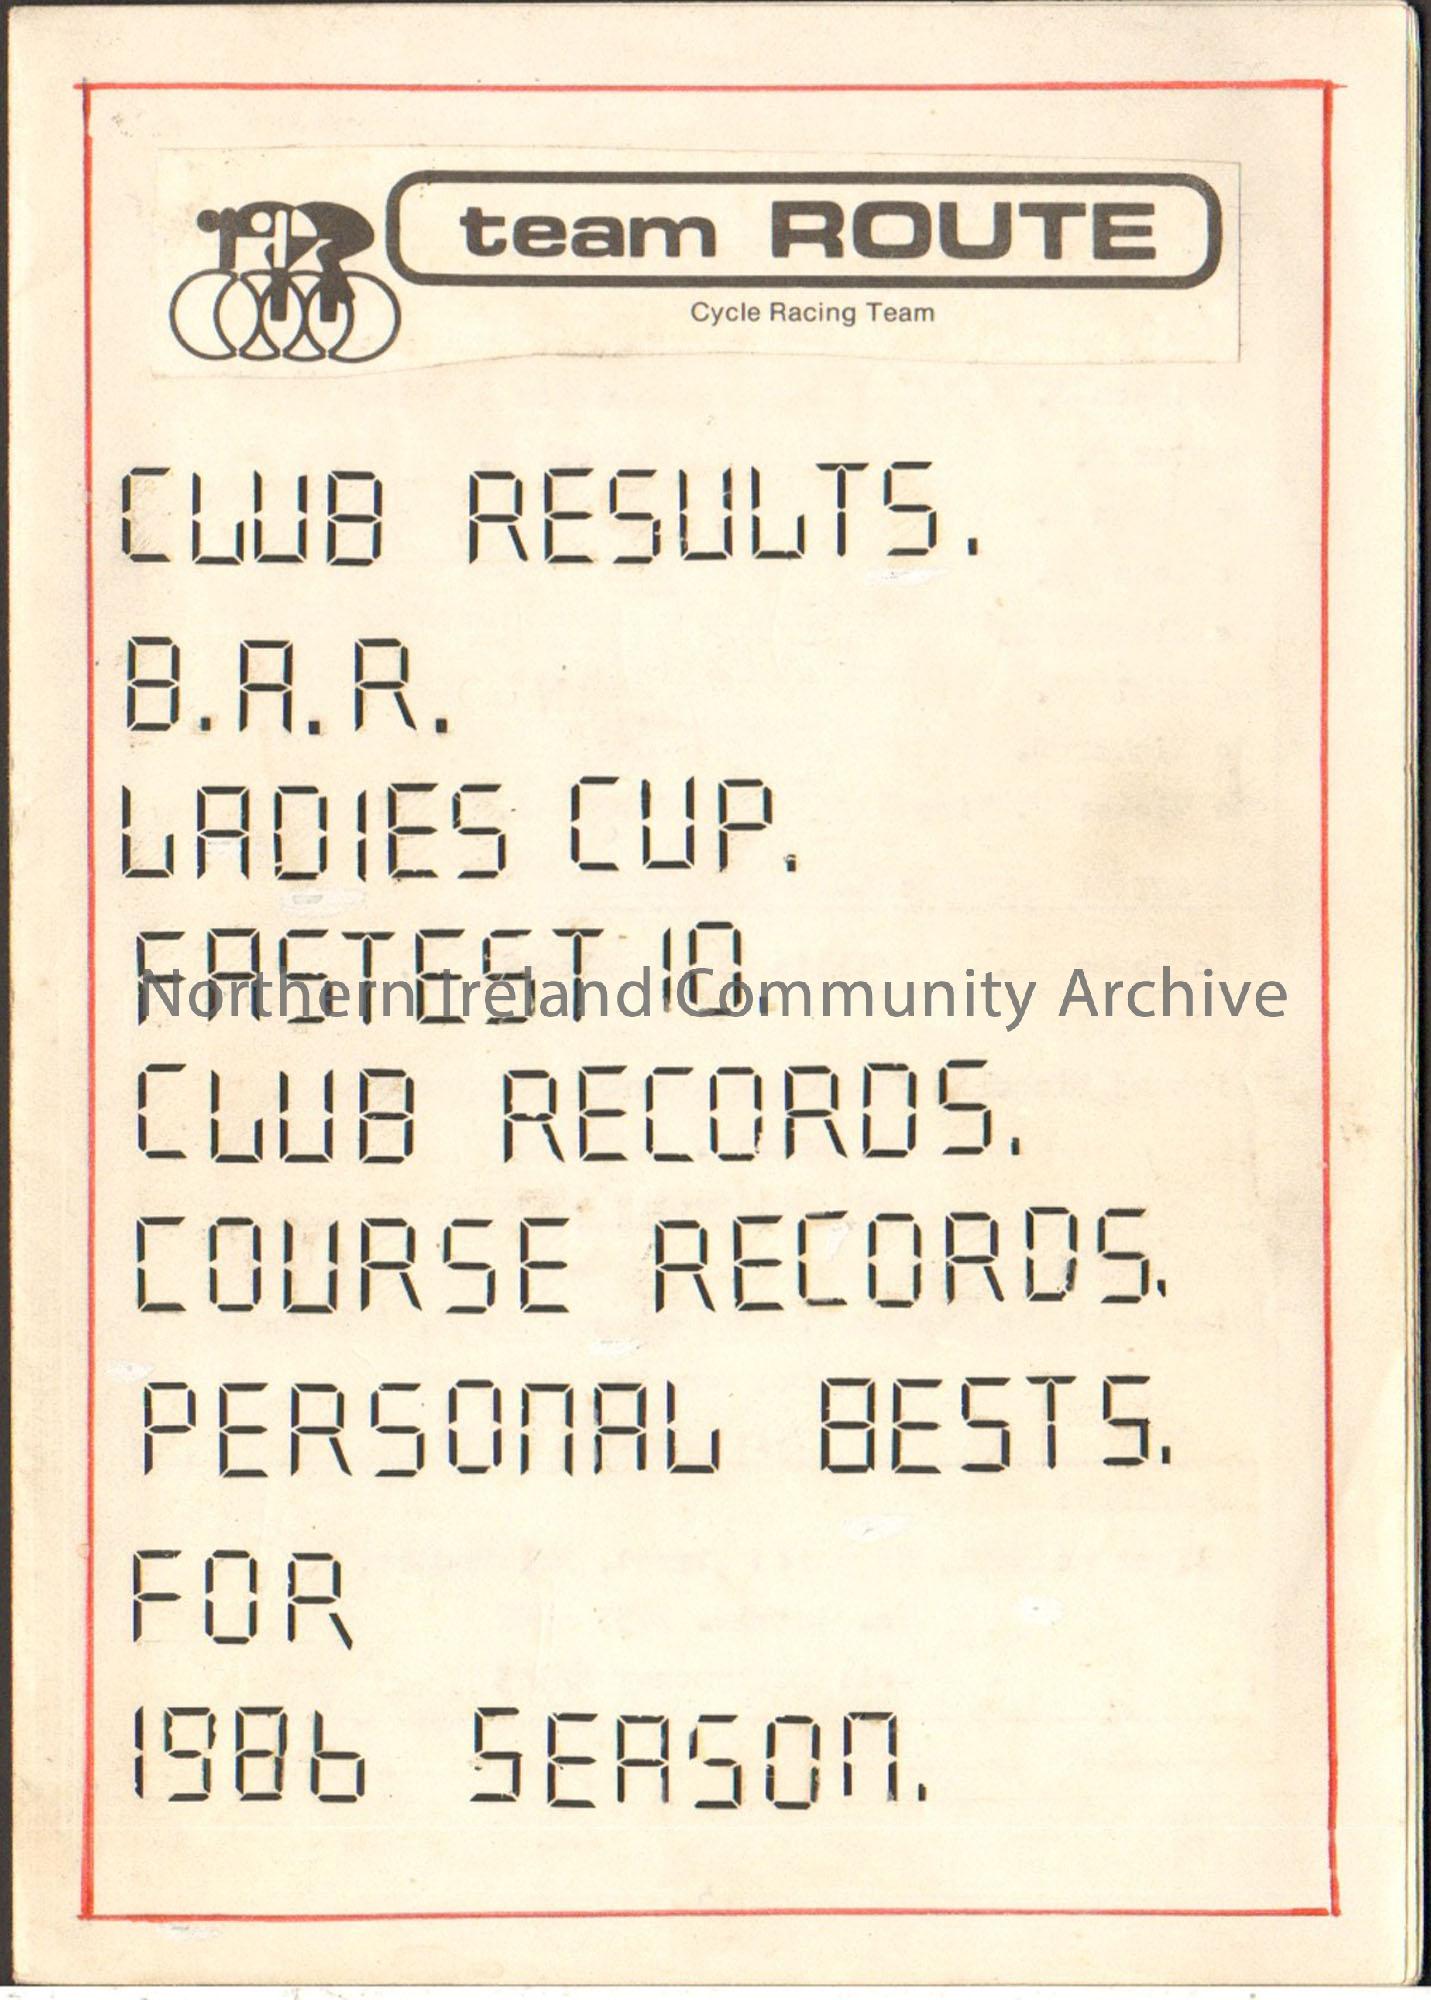 team ROUTE
Cycle Racing Team
CLUB RESULTS.
B.A.R.
LADIES CUP.
FASTEST 10.
Northern Ireland Community Archive
CLUB RECORDS.
COURSE RECORDS.
PERSONAL BESTS.
FOR
1986 SEASON.